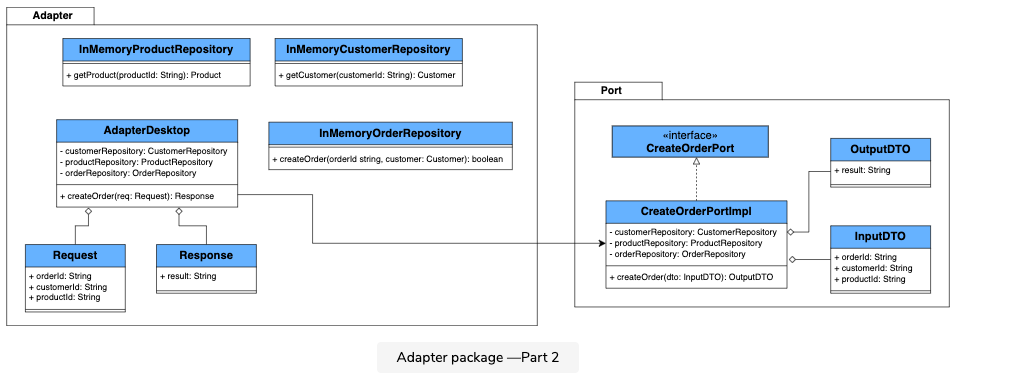 Adapter
InMemoryProductRepository
+ getProduct(productId: String): Product
InMemoryCustomerRepository
+ getCustomer(customerId: String): Customer
AdapterDesktop
- customerRepository: CustomerRepository
- productRepository: ProductRepository
- orderRepository: OrderRepository
+ createOrder(req: Request): Response
InMemoryOrderRepository
+ createOrder(orderId string, customer: Customer): boolean
Request
+ orderId: String
+ customerId: String
+ productId: String
Response
+ result: String
Port
«interface»
CreateOrderPort
CreateOrderPortImpl
- customerRepository: CustomerRepository
- productRepository: ProductRepository
- orderRepository: OrderRepository
+ createOrder(dto: InputDTO): OutputDTO
OutputDTO
+ result: String
InputDTO
+ orderId: String
+ customerId: String
+ productId: String
Adapter package —Part 2